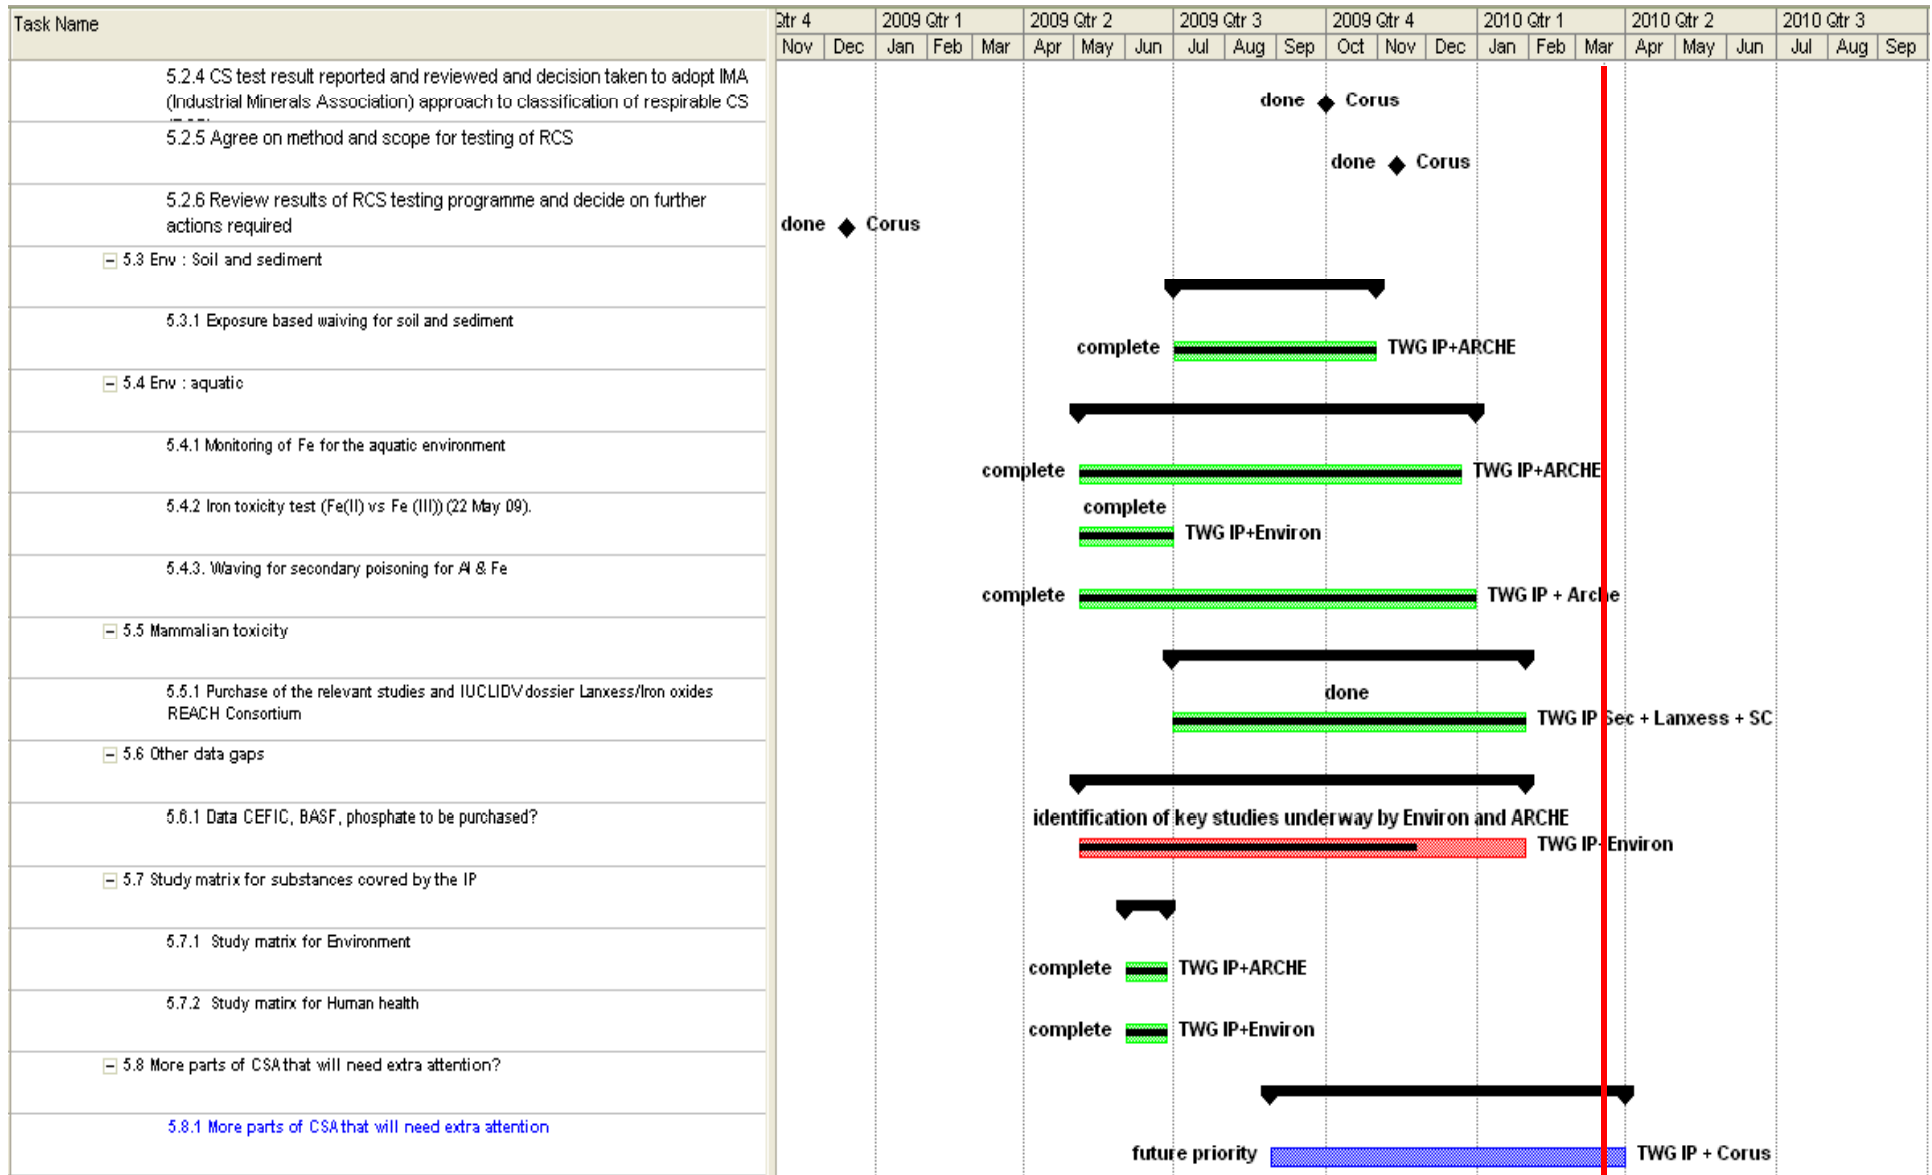 Task Name
Qtr 4 2009 Qtr 1 2009 Qtr 2 2009 Qtr 3 2009 Qtr 4 2010 Qtr 1 2010 Qtr 2 2010 Qtr 3
Nov Dec Jan Feb Mar Apr May Jun Jul Aug Sep Oct Nov Dec Jan Feb Mar Apr May Jun Jul Aug Sep
5.2.4 CS test result reported and reviewed and decision taken to adopt IMA
(Industrial Minerals Association) approach to classification of respirable CS
done Corus
5.2.5 Agree on method and scope for testing of RCS
done Corus
5.2.6 Review results of RCS testing programme and decide on further
actions required
done Corus
5.3 Env : Soil and sediment
5.3.1 Exposure based waiving for soil and sediment
complete TWG IP+ARCHE
5.4 Env : aquatic
5.4.1 Monitoring of Fe for the aquatic environment
complete TWG IP+ARCHE
5.4.2 Iron toxicity test (Fe(II) vs Fe (III)) (22 May 09).
complete
TWG IP+Environ
5.4.3. Waving for secondary poisoning for Al & Fe
complete TWG IP + Arche
5.5 Mammalian toxicity
5.5.1 Purchase of the relevant studies and IUCLIDV dossier Lanxess/Iron oxides
REACH Consortium
done
TWG IP Sec + Lanxess + SC
5.6 Other data gaps
5.6.1 Data CEFIC, BASF, phosphate to be purchased?
identification of key studies underway by Environ and ARCHE
TWG IP+Environ
5.7 Study matrix for substances covred by the IP
5.7.1 Study matrix for Environment
complete TWG IP+ARCHE
5.7.2 Study matirx for Human health
complete TWG IP+Environ
5.8 More parts of CSA that will need extra attention?
5.8.1 More parts of CSA that will need extra attention
future priority TWG IP + Corus